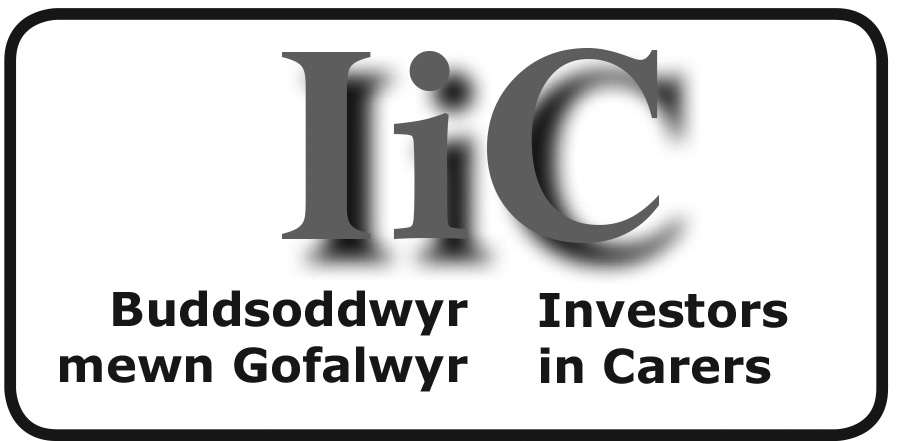 IiC
Buddsoddwyr
mewn Gofalwyr
Investors
in Carers